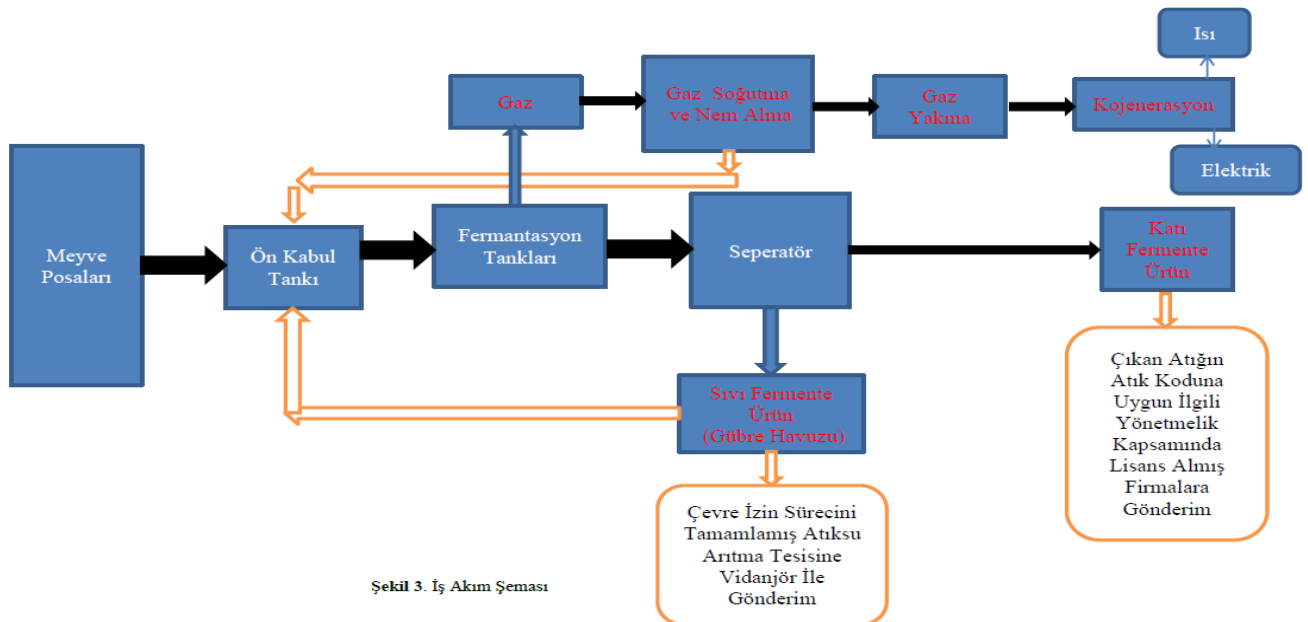 Isı
Gaz
Gaz Soğutma
ve Nem Alma
Gaz
Yakma
Kojenerasyon
Elektrik
Meyve
Posaları
Ön Kabul
Tankı
Fermantasyon
Tankları
Seperatör
Katı
Fermente
Ürün
Sıvı Fermente
Ürün
(Gübre Havuzu)
Çıkan Atığın
Atık Koduna
Uygun İlgili
Yönetmelik
Kapsamında
Lisans Almış
Firmalara
Gönderim
Çevre İzin Sürecini
Tamamlamış Atıksu
Arıtma Tesisine
Vidanjör İle
Gönderim
Şekil 3. İş Akım Şeması